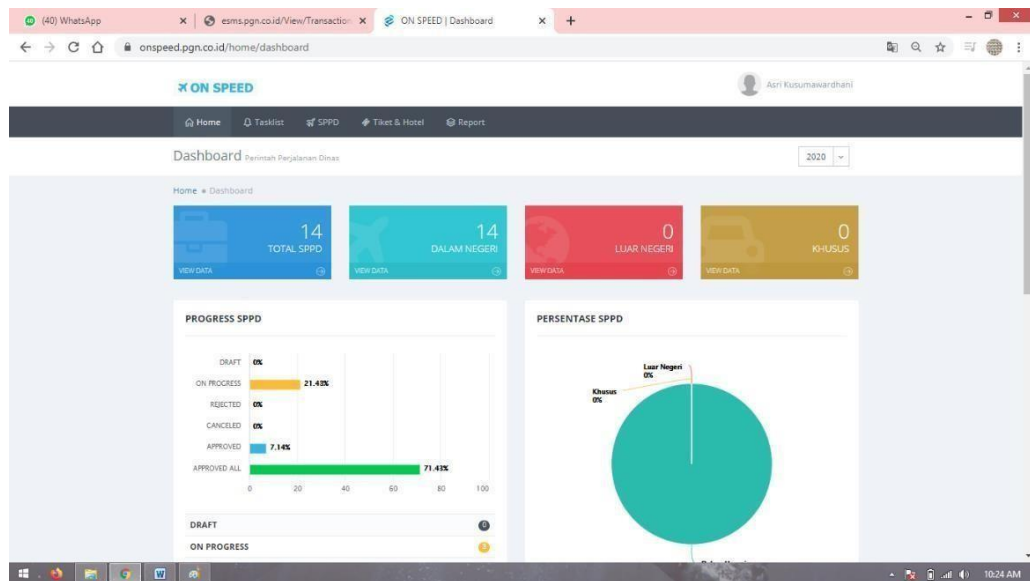 (40) WhatsApp
esms.pgn.co.id/View/Transaction
ON SPEED | Dashboard
onspeed.pgn.co.id/home/dashboard
ON SPEED
Asri Kusumawardhani
Home Tasklist SPPD Tiket & Hotel Report
Dashboard Perintah Perjalanan Dinas
2020
Home Dashboard
14
TOTAL SPPD
VIEW DATA
14
DALAM NEGERI
VIEW DATA
0
LUAR NEGERI
VIEW DATA
0
KHUSUS
VIEW DATA
PROGRESS SPPD
DRAFT 0%
ON PROGRESS 21.43%
REJECTED 0%
CANCELED 0%
APPROVED 7.14%
APPROVED ALL 71.43%
0 20 40 60 80 100
DRAFT 0
ON PROGRESS 3
PERSENTASE SPPD
Luar Negeri
0%
Khusus
0%
10:24 AM